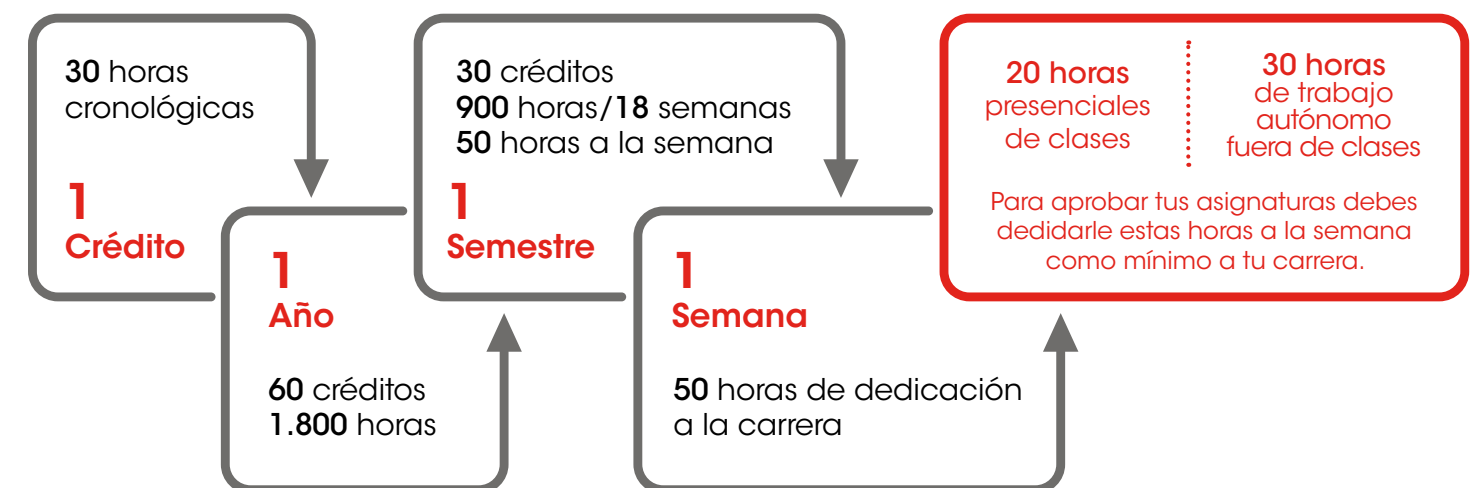 30 horas
cronológicas
1
Crédito
1
Año
60 créditos
1.800 horas
30 créditos
900 horas/18 semanas
50 horas a la semana
1
Semestre
1
Semana
50 horas de dedicación
a la carrera
20 horas
presenciales
de clases
30 horas
de trabajo
autónomo
fuera de clases
Para aprobar tus asignaturas debes
dedidarle estas horas a la semana
como mínimo a tu carrera.